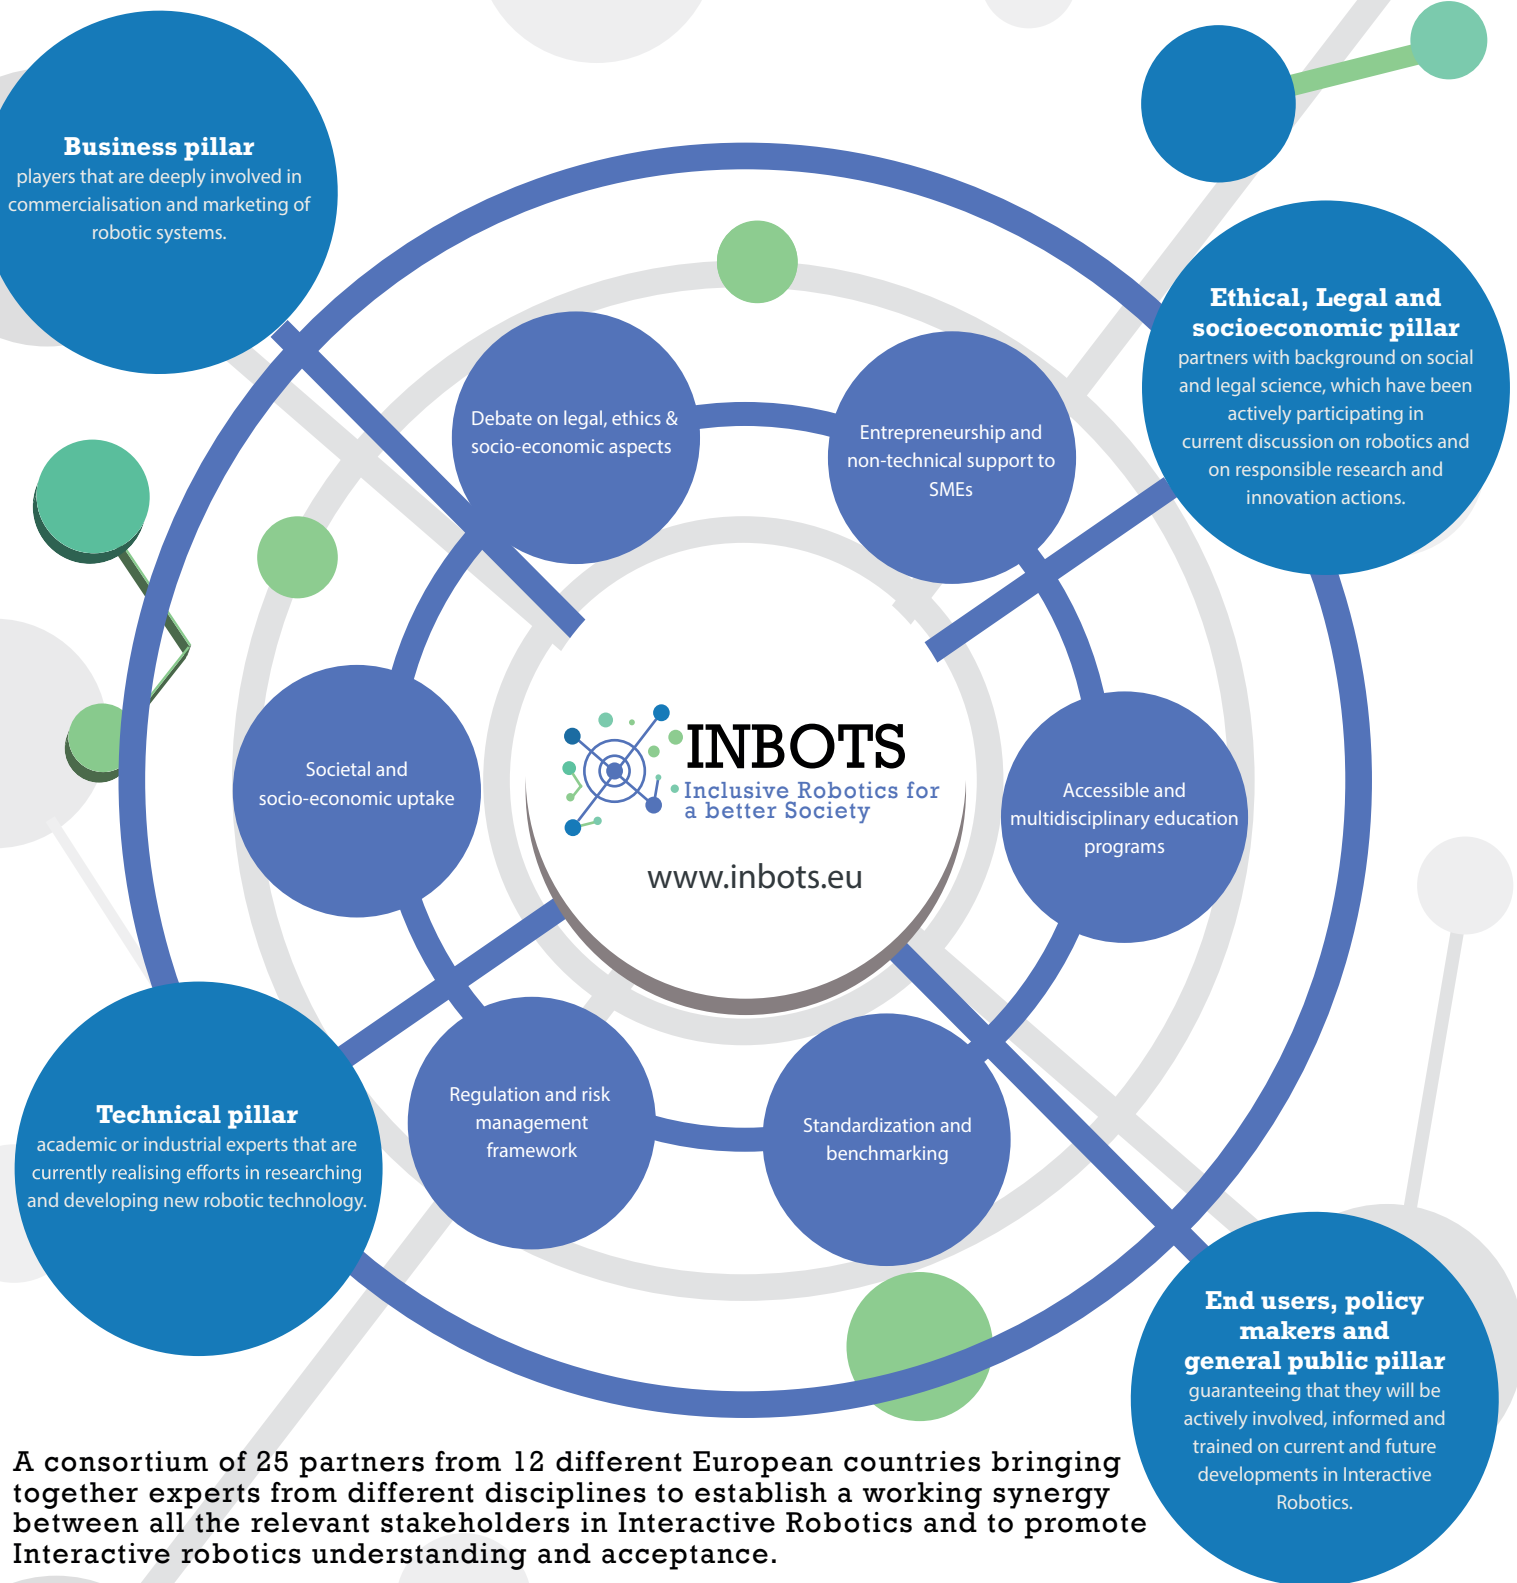 Business pillar
players that are deeply involved in
commercialisation and marketing of
robotic systems.
Ethical, Legal and
socioeconomic pillar
partners with background on social
and legal science, which have been
actively participating in
current discussion on robotics and
on responsible research and
innovation actions.
Debate on legal, ethics &
socio-economic aspects
Entrepreneurship and
non-technical support to
SMEs
Societal and
socio-economic uptake
INBOTS
Inclusive Robotics for
a better Society
www.inbots.eu
Accessible and
multidisciplinary education
programs
Technical pillar
academic or industrial experts that are
currently realising efforts in researching
and developing new robotic technology.
Regulation and risk
management
framework
Standardization and
benchmarking
End users, policy
makers and
general public pillar
guaranteeing that they will be
actively involved, informed and
trained on current and future
developments in Interactive
Robotics.
A consortium of 25 partners from 12 different European countries bringing
together experts from different disciplines to establish a working synergy
between all the relevant stakeholders in Interactive Robotics and to promote
Interactive robotics understanding and acceptance.